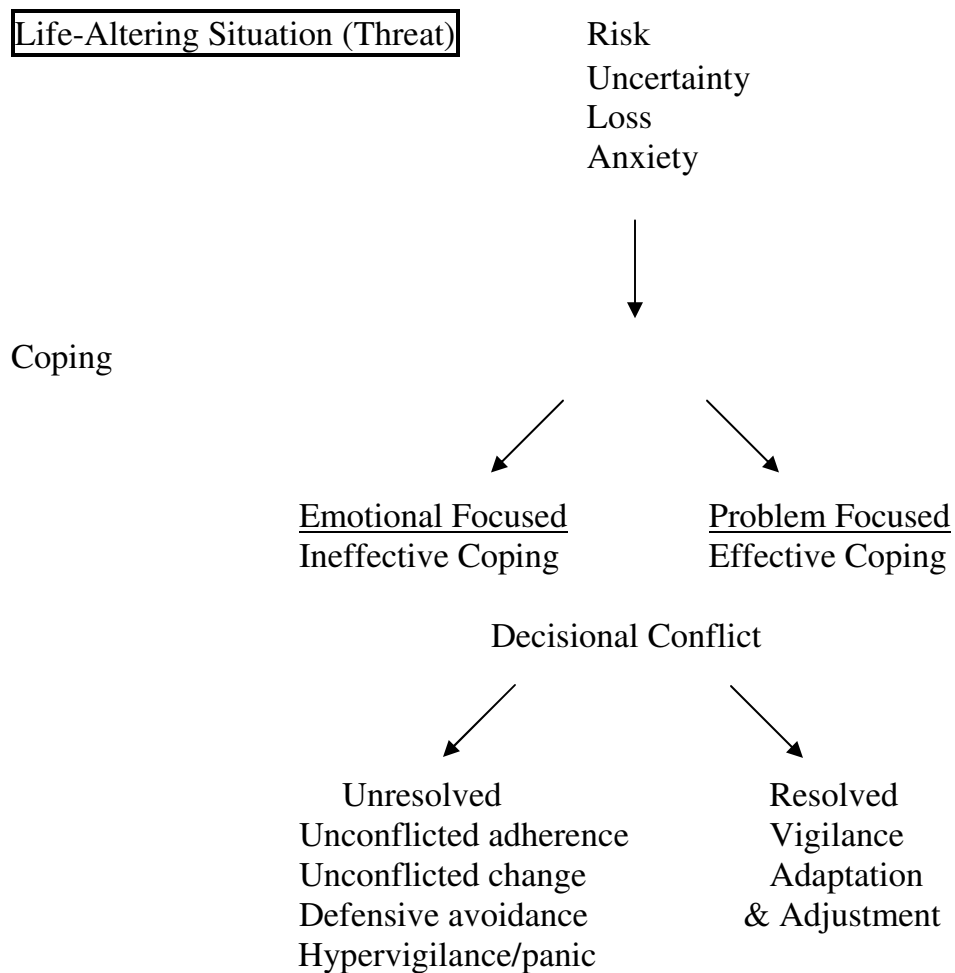 Life-Altering Situation (Threat) Risk
Uncertainty
Loss
Anxiety
Coping
Emotional Focused Problem Focused
Ineffective Coping Effective Coping
Decisional Conflict
Unresolved Resolved
Unconflicted adherence Vigilance
Unconflicted change Adaptation
Defensive avoidance & Adjustment
Hypervigilance/panic